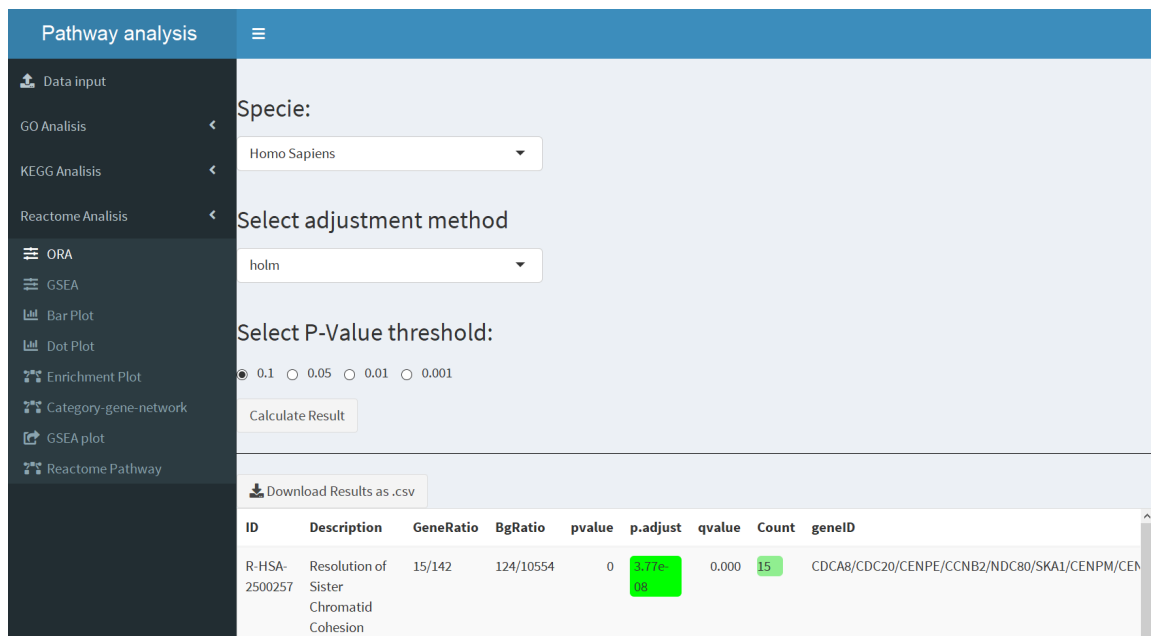 Pathway analysis
Data input
GO Analisis
KEGG Analisis
Reactome Analisis
ORA
GSEA
Bar Plot
Dot Plot
Enrichment Plot
Category-gene-network
GSEA plot
Reactome Pathway
Specie:
Homo Sapiens
Select adjustment method
holm
Select P-Value threshold:
0.1 0.05 0.01 0.001
Calculate Result
Download Results as .csv
ID Description GeneRatio BgRatio pvalue p.adjust qvalue Count geneID
R-HSA- Resolution of 15/142 124/10554 0 3.77e- 0.000 15 CDCA8/CDC20/CENPE/CCNB2/NDC80/SKA1/CENPM/CEN
2500257 Sister 08
Chromatid
Cohesion